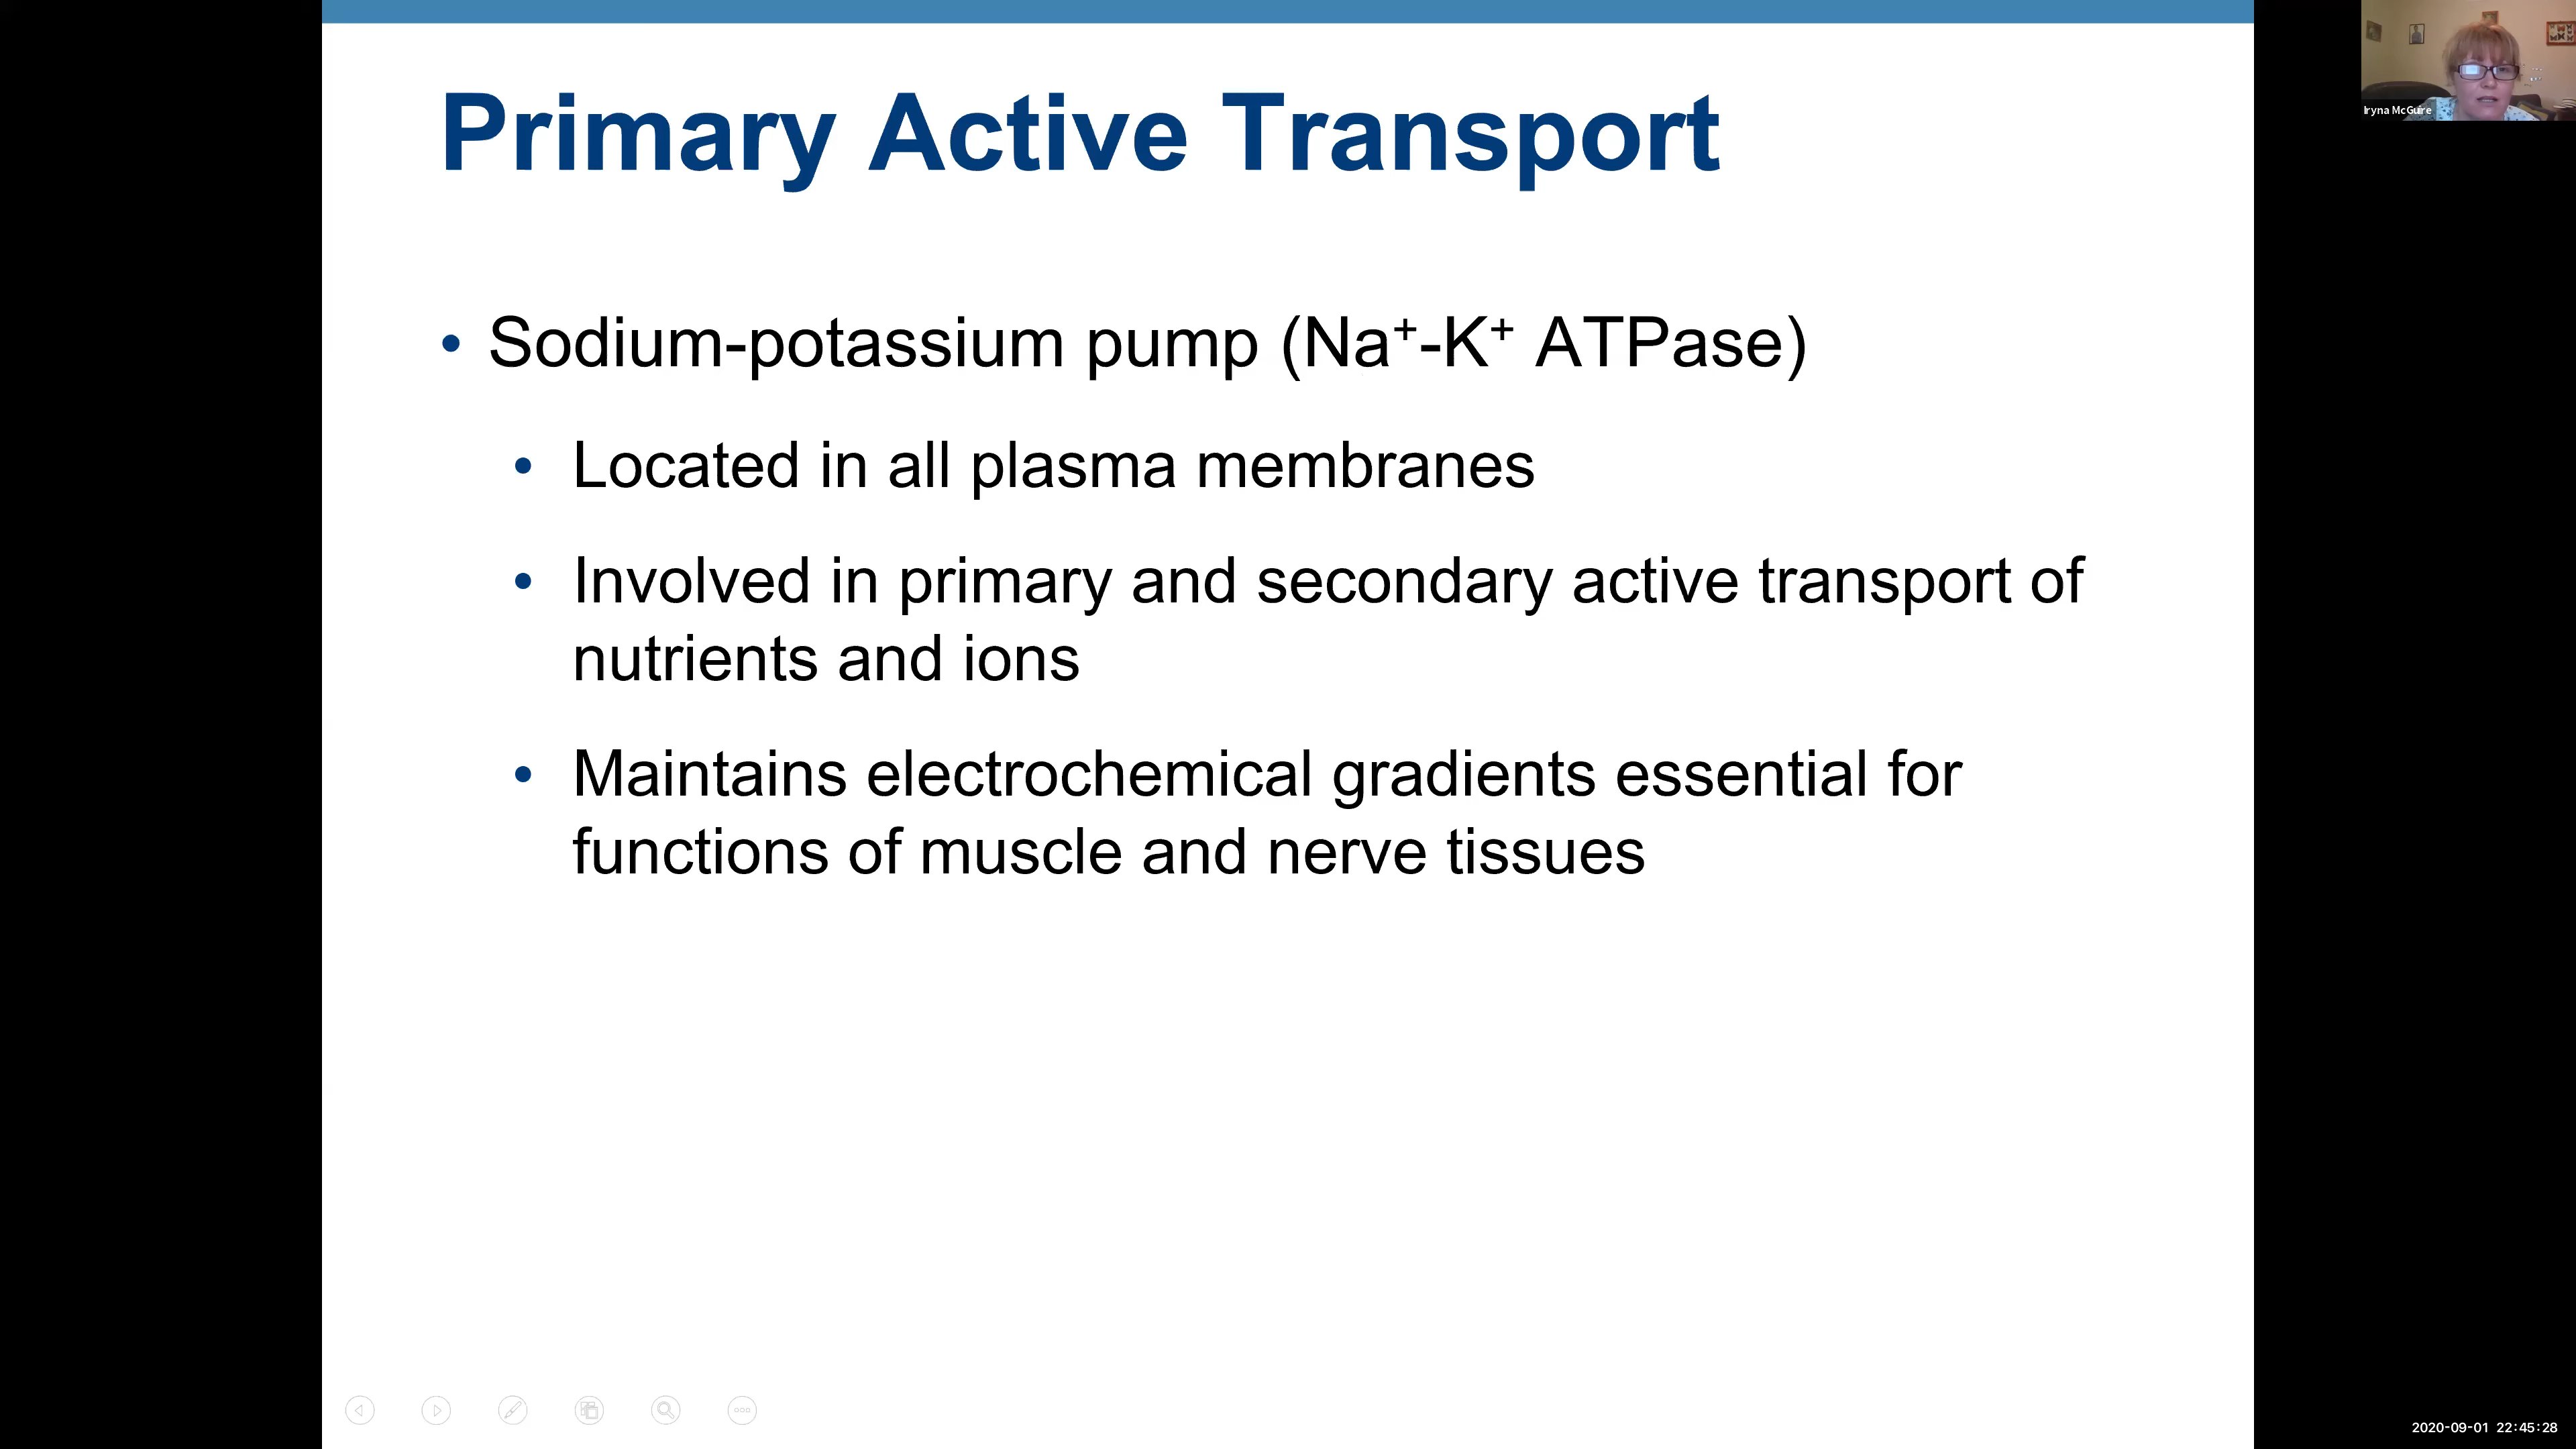 Primary Active Transport
Iryna McGuire
• Sodium-potassium pump (Na⁺-K⁺ ATPase)
• Located in all plasma membranes
• Involved in primary and secondary active transport of
nutrients and ions
• Maintains electrochemical gradients essential for
functions of muscle and nerve tissues
2020-09-01 22:45:28